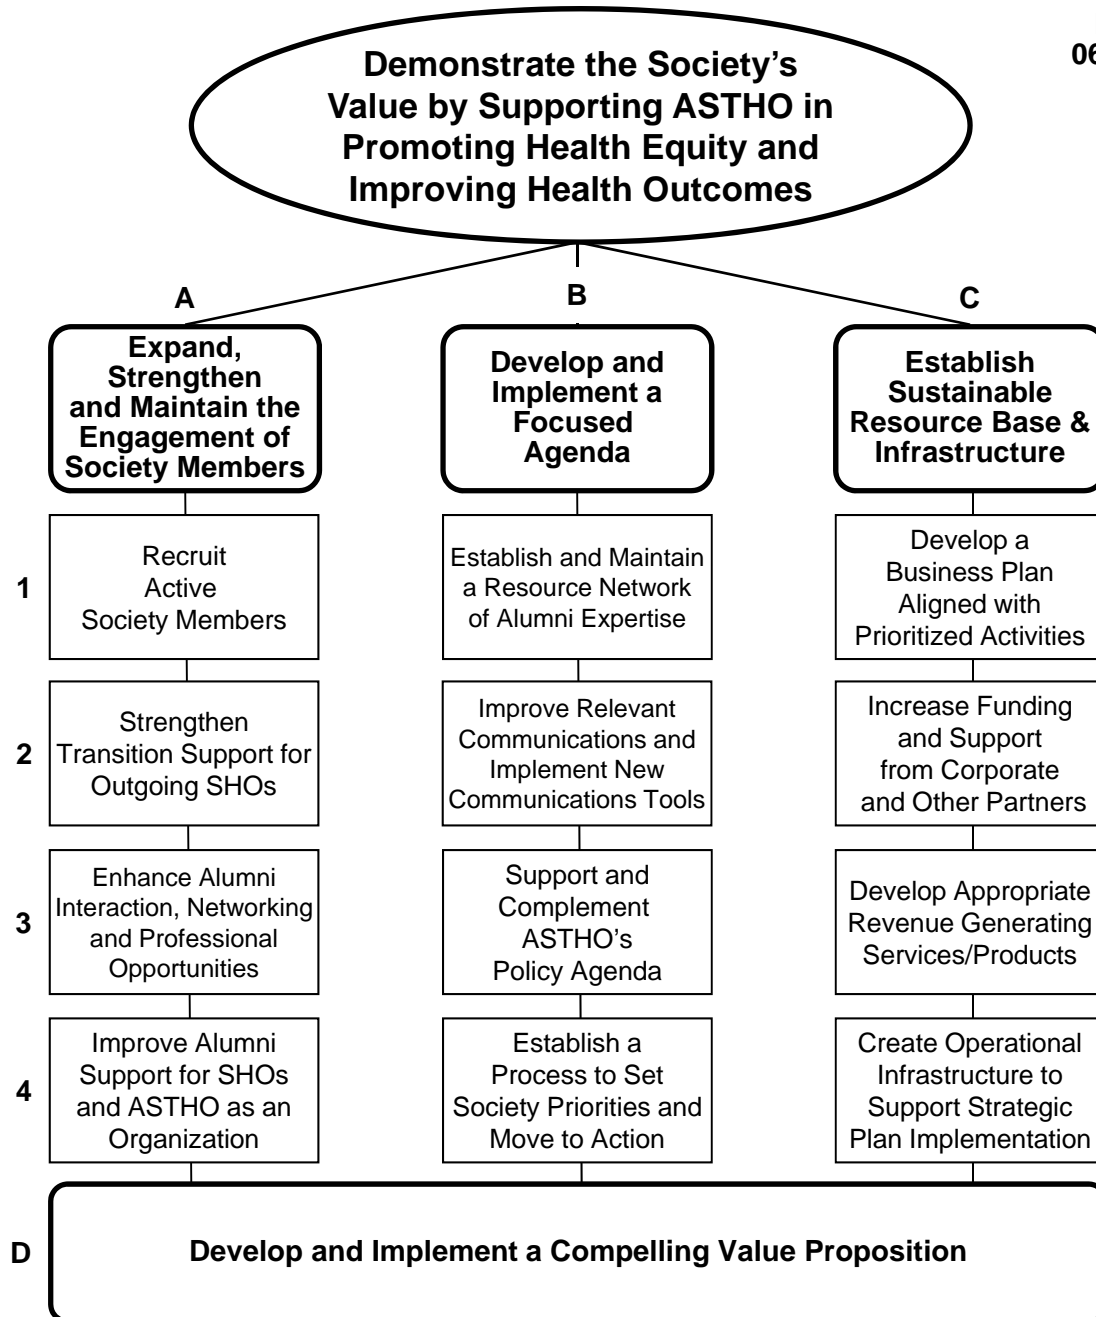 Demonstrate the Society's
Value by Supporting ASTHO in
Promoting Health Equity and
Improving Health Outcomes
06
A
B
C
Expand,
Strengthen
and Maintain the
Engagement of
Society Members
Develop and
Implement a
Focused
Agenda
Establish
Sustainable
Resource Base &
Infrastructure
1
Recruit
Active
Society Members
Establish and Maintain
a Resource Network
of Alumni Expertise
Develop a
Business Plan
Aligned with
Prioritized Activities
2
Strengthen
Transition Support for
Outgoing SHOs
Improve Relevant
Communications and
Implement New
Communications Tools
Increase Funding
and Support
from Corporate
and Other Partners
3
Enhance Alumni
Interaction, Networking
and Professional
Opportunities
Support and
Complement
ASTHO's
Policy Agenda
Develop Appropriate
Revenue Generating
Services/Products
4
Improve Alumni
Support for SHOs
and ASTHO as an
Organization
Establish a
Process to Set
Society Priorities and
Move to Action
Create Operational
Infrastructure to
Support Strategic
Plan Implementation
D
Develop and Implement a Compelling Value Proposition